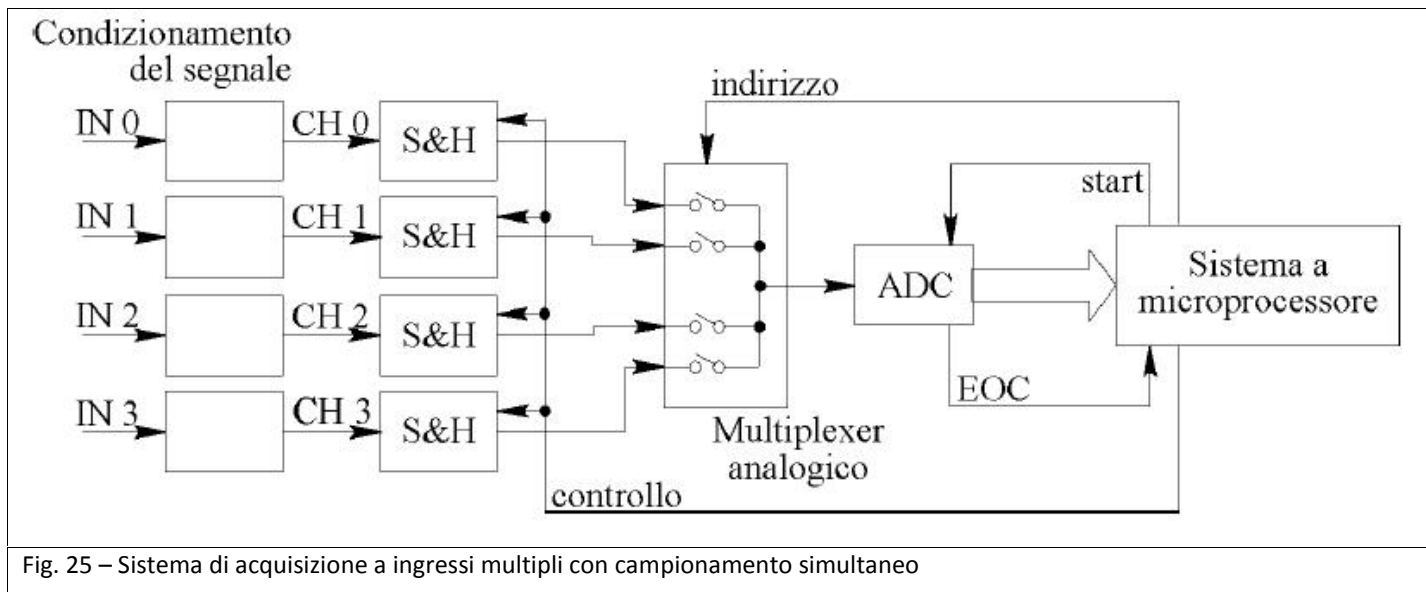 Condizionamento
del segnale
indirizzo
IN 0
CH 0
S&H
start
IN 1
CH 1
S&H
ADC
Sistema a
microprocessore
IN 2
CH 2
S&H
EOC
IN 3
CH 3
S&H
Multiplexer
analogico
controllo
Fig. 25 – Sistema di acquisizione a ingressi multipli con campionamento simultaneo